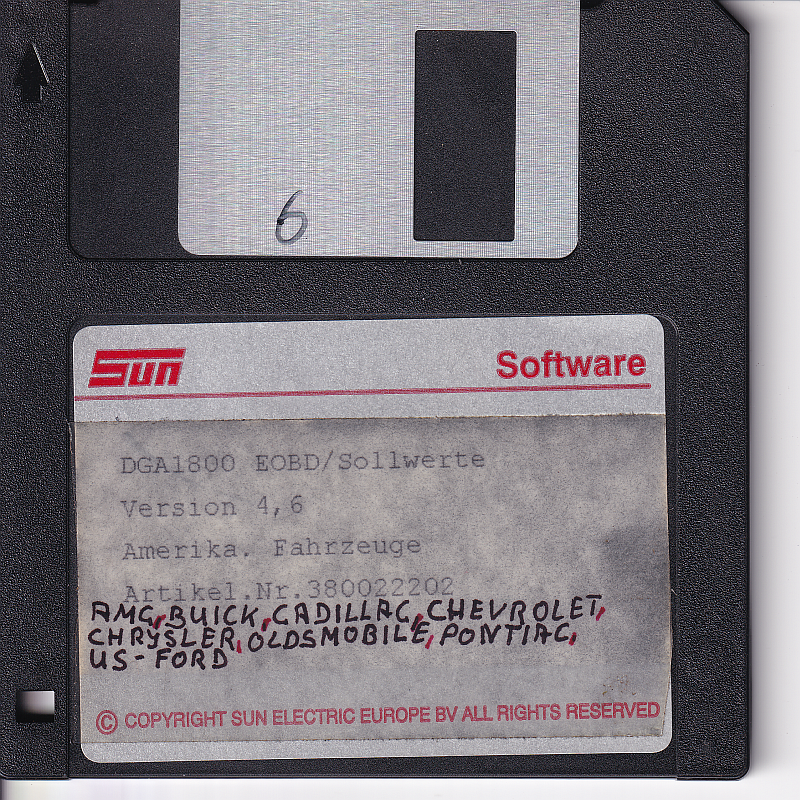 6
Sun Software
DGA1800 EOBD/Sollwerte
Version 4,6
Amerika. Fahrzeuge
Artikel.Nr.380022202
AMG, BUICK, CADILLAC, CHEVROLET,
CHRYSLER, OLDSMOBILE, PONTIAC,
US-FORD
© COPYRIGHT SUN ELECTRIC EUROPE BV ALL RIGHTS RESERVED